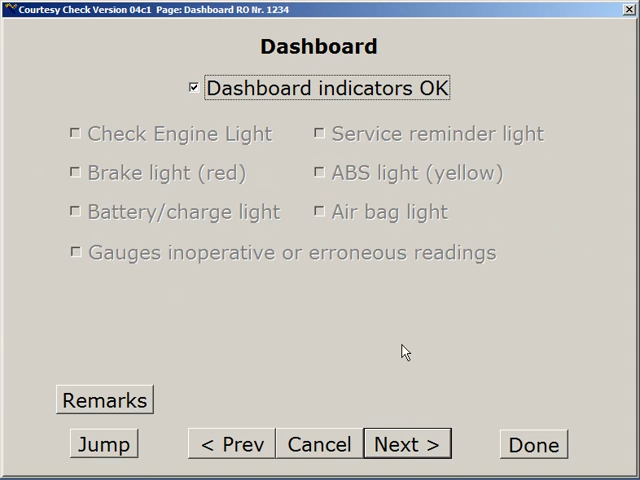 Courtesy Check Version 04c1 Page: Dashboard RO Nr. 1234
Dashboard
Dashboard indicators OK
Check Engine Light
Service reminder light
Brake light (red)
ABS light (yellow)
Battery/charge light
Air bag light
Gauges inoperative or erroneous readings
Remarks
Jump
< Prev
Cancel
Next >
Done